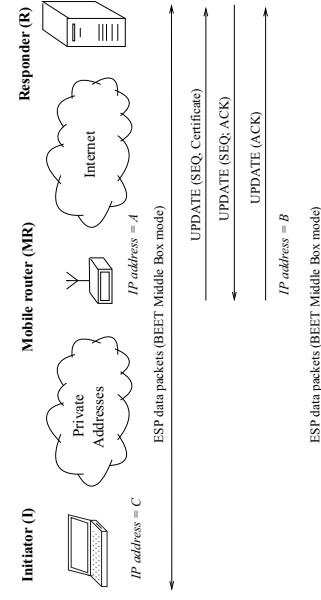 Initiator (I)
Mobile router (MR)
Responder (R)
Private
Addresses
Internet
IP address = C
IP address = A
ESP data packets (BEET Middle Box mode)
UPDATE (SEQ, Certificate)
UPDATE (SEQ; ACK)
UPDATE (ACK)
IP address = B
ESP data packets (BEET Middle Box mode)